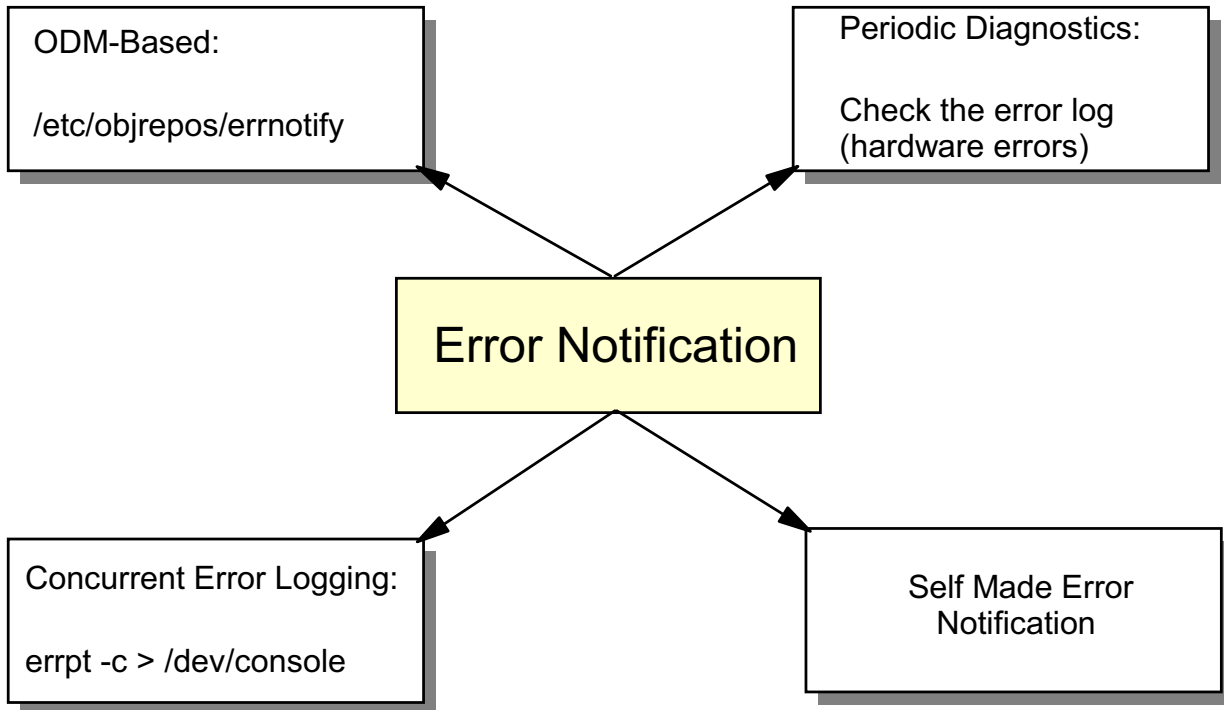 ODM-Based:
/etc/objrepos/errnotify
Periodic Diagnostics:
Check the error log
(hardware errors)
Error Notification
Concurrent Error Logging:
errpt -c > /dev/console
Self Made Error
Notification